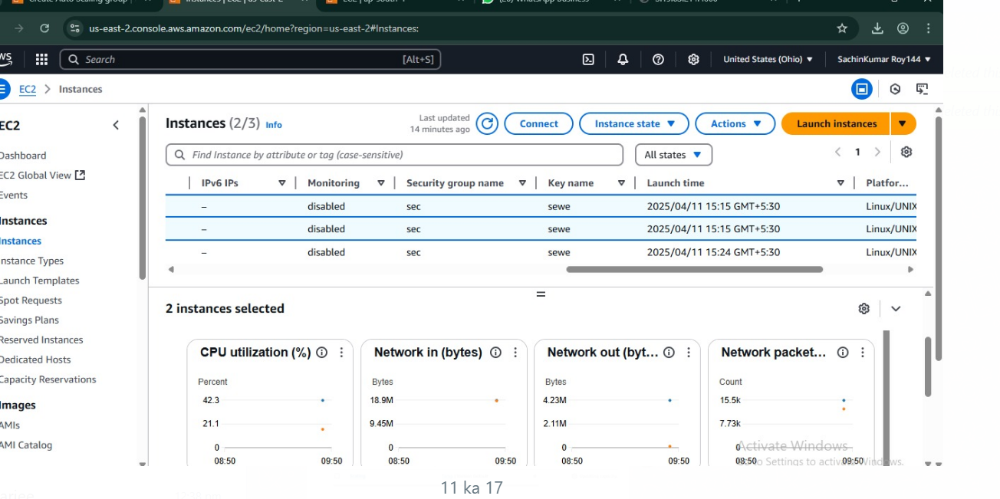 us-east-2.console.aws.amazon.com/ec2/home?region=us-east-2#Instances:
Search [Alt+S] United States (Ohio) SachinKumar Roy144
EC2 Instances
EC2
Dashboard
EC2 Global View
Events
Instances
Instances
Instance Types
Launch Templates
Spot Requests
Savings Plans
Reserved Instances
Dedicated Hosts
Capacity Reservations
Images
AMIs
AMI Catalog
Instances (2/3) Info
Last updated
14 minutes ago
Connect Instance state Actions Launch instances
Find Instance by attribute or tag (case-sensitive) All states 1
IPv6 IPs Monitoring Security group name Key name Launch time Platfor...
– disabled sec sewe 2025/04/11 15:15 GMT+5:30 Linux/UNIX
– disabled sec sewe 2025/04/11 15:15 GMT+5:30 Linux/UNIX
– disabled sec sewe 2025/04/11 15:24 GMT+5:30 Linux/UNIX
2 instances selected
CPU utilization (%)
Percent
42.3
21.1
0
08:50 09:50
Network in (bytes)
Bytes
18.9M
9.45M
0
08:50 09:50
Network out (byt...
Bytes
4.23M
2.11M
0
08:50 09:50
Network packet...
Count
15.5k
7.73k
0
08:50 09:50
Activate Windows
Go to Settings to activate Windows.
11 ka 17